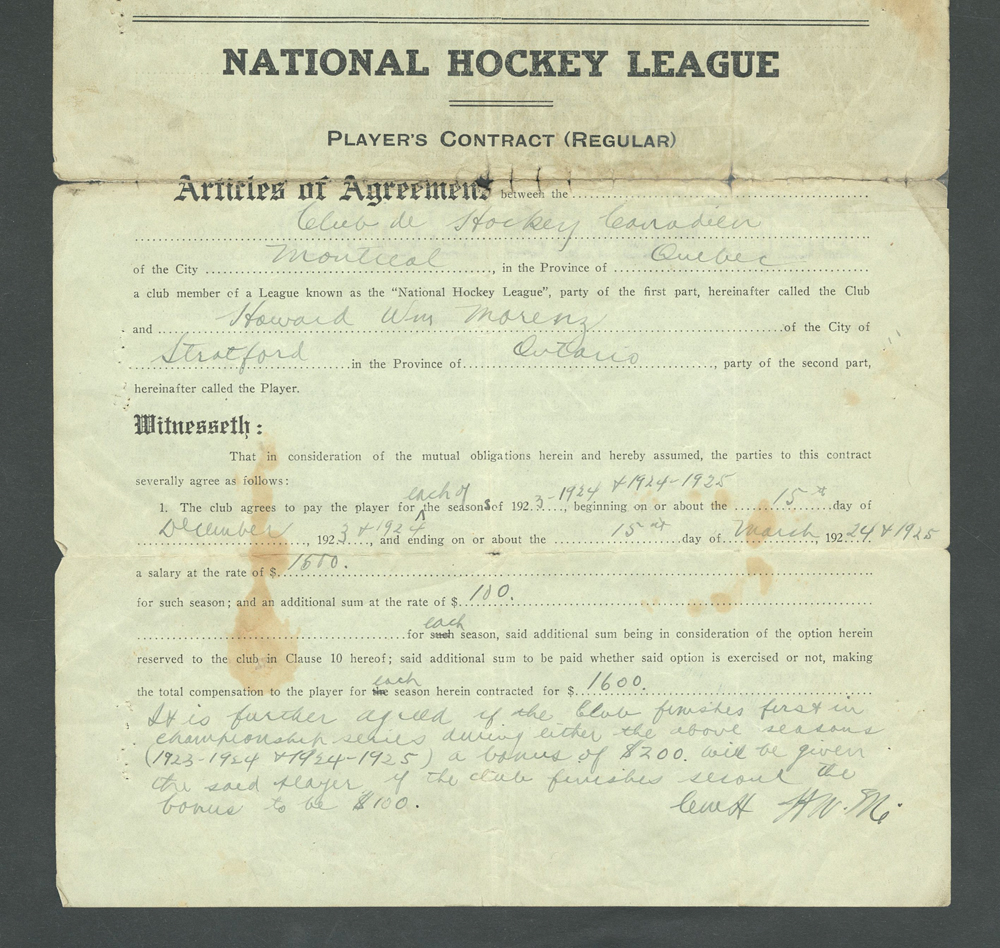 NATIONAL HOCKEY LEAGUE
PLAYER'S CONTRACT (REGULAR)
Articles of Agreement between the
Club de Hockey Canadien
of the City Montreal, in the Province of Quebec
a club member of a League known as the "National Hockey League", party of the first part, hereinafter called the Club
and Howard Wm Morenz of the City of
Stratford in the Province of Ontario, party of the second part,
hereinafter called the Player.
Witnesseth:
That in consideration of the mutual obligations herein and hereby assumed, the parties to this contract
severally agree as follows:
1. The club agrees to pay the player for each of the seasons of 1923-1924 & 1924-1925, beginning on or about the 15th day of
December, 1923 & 1924, and ending on or about the 15th day of March, 1924 & 1925
a salary at the rate of $ 1500.
for such season; and an additional sum at the rate of $ 100.
for such each season, said additional sum being in consideration of the option herein
reserved to the club in Clause 10 hereof; said additional sum to be paid whether said option is exercised or not, making
the total compensation to the player for the each season herein contracted for $ 1600.
It is further agreed if the Club finishes first in
championship series during either the above seasons
(1923-1924 & 1924-1925) a bonus of $200. will be given
the said player, if the club finishes second the
bonus to be $100. H.W.M.